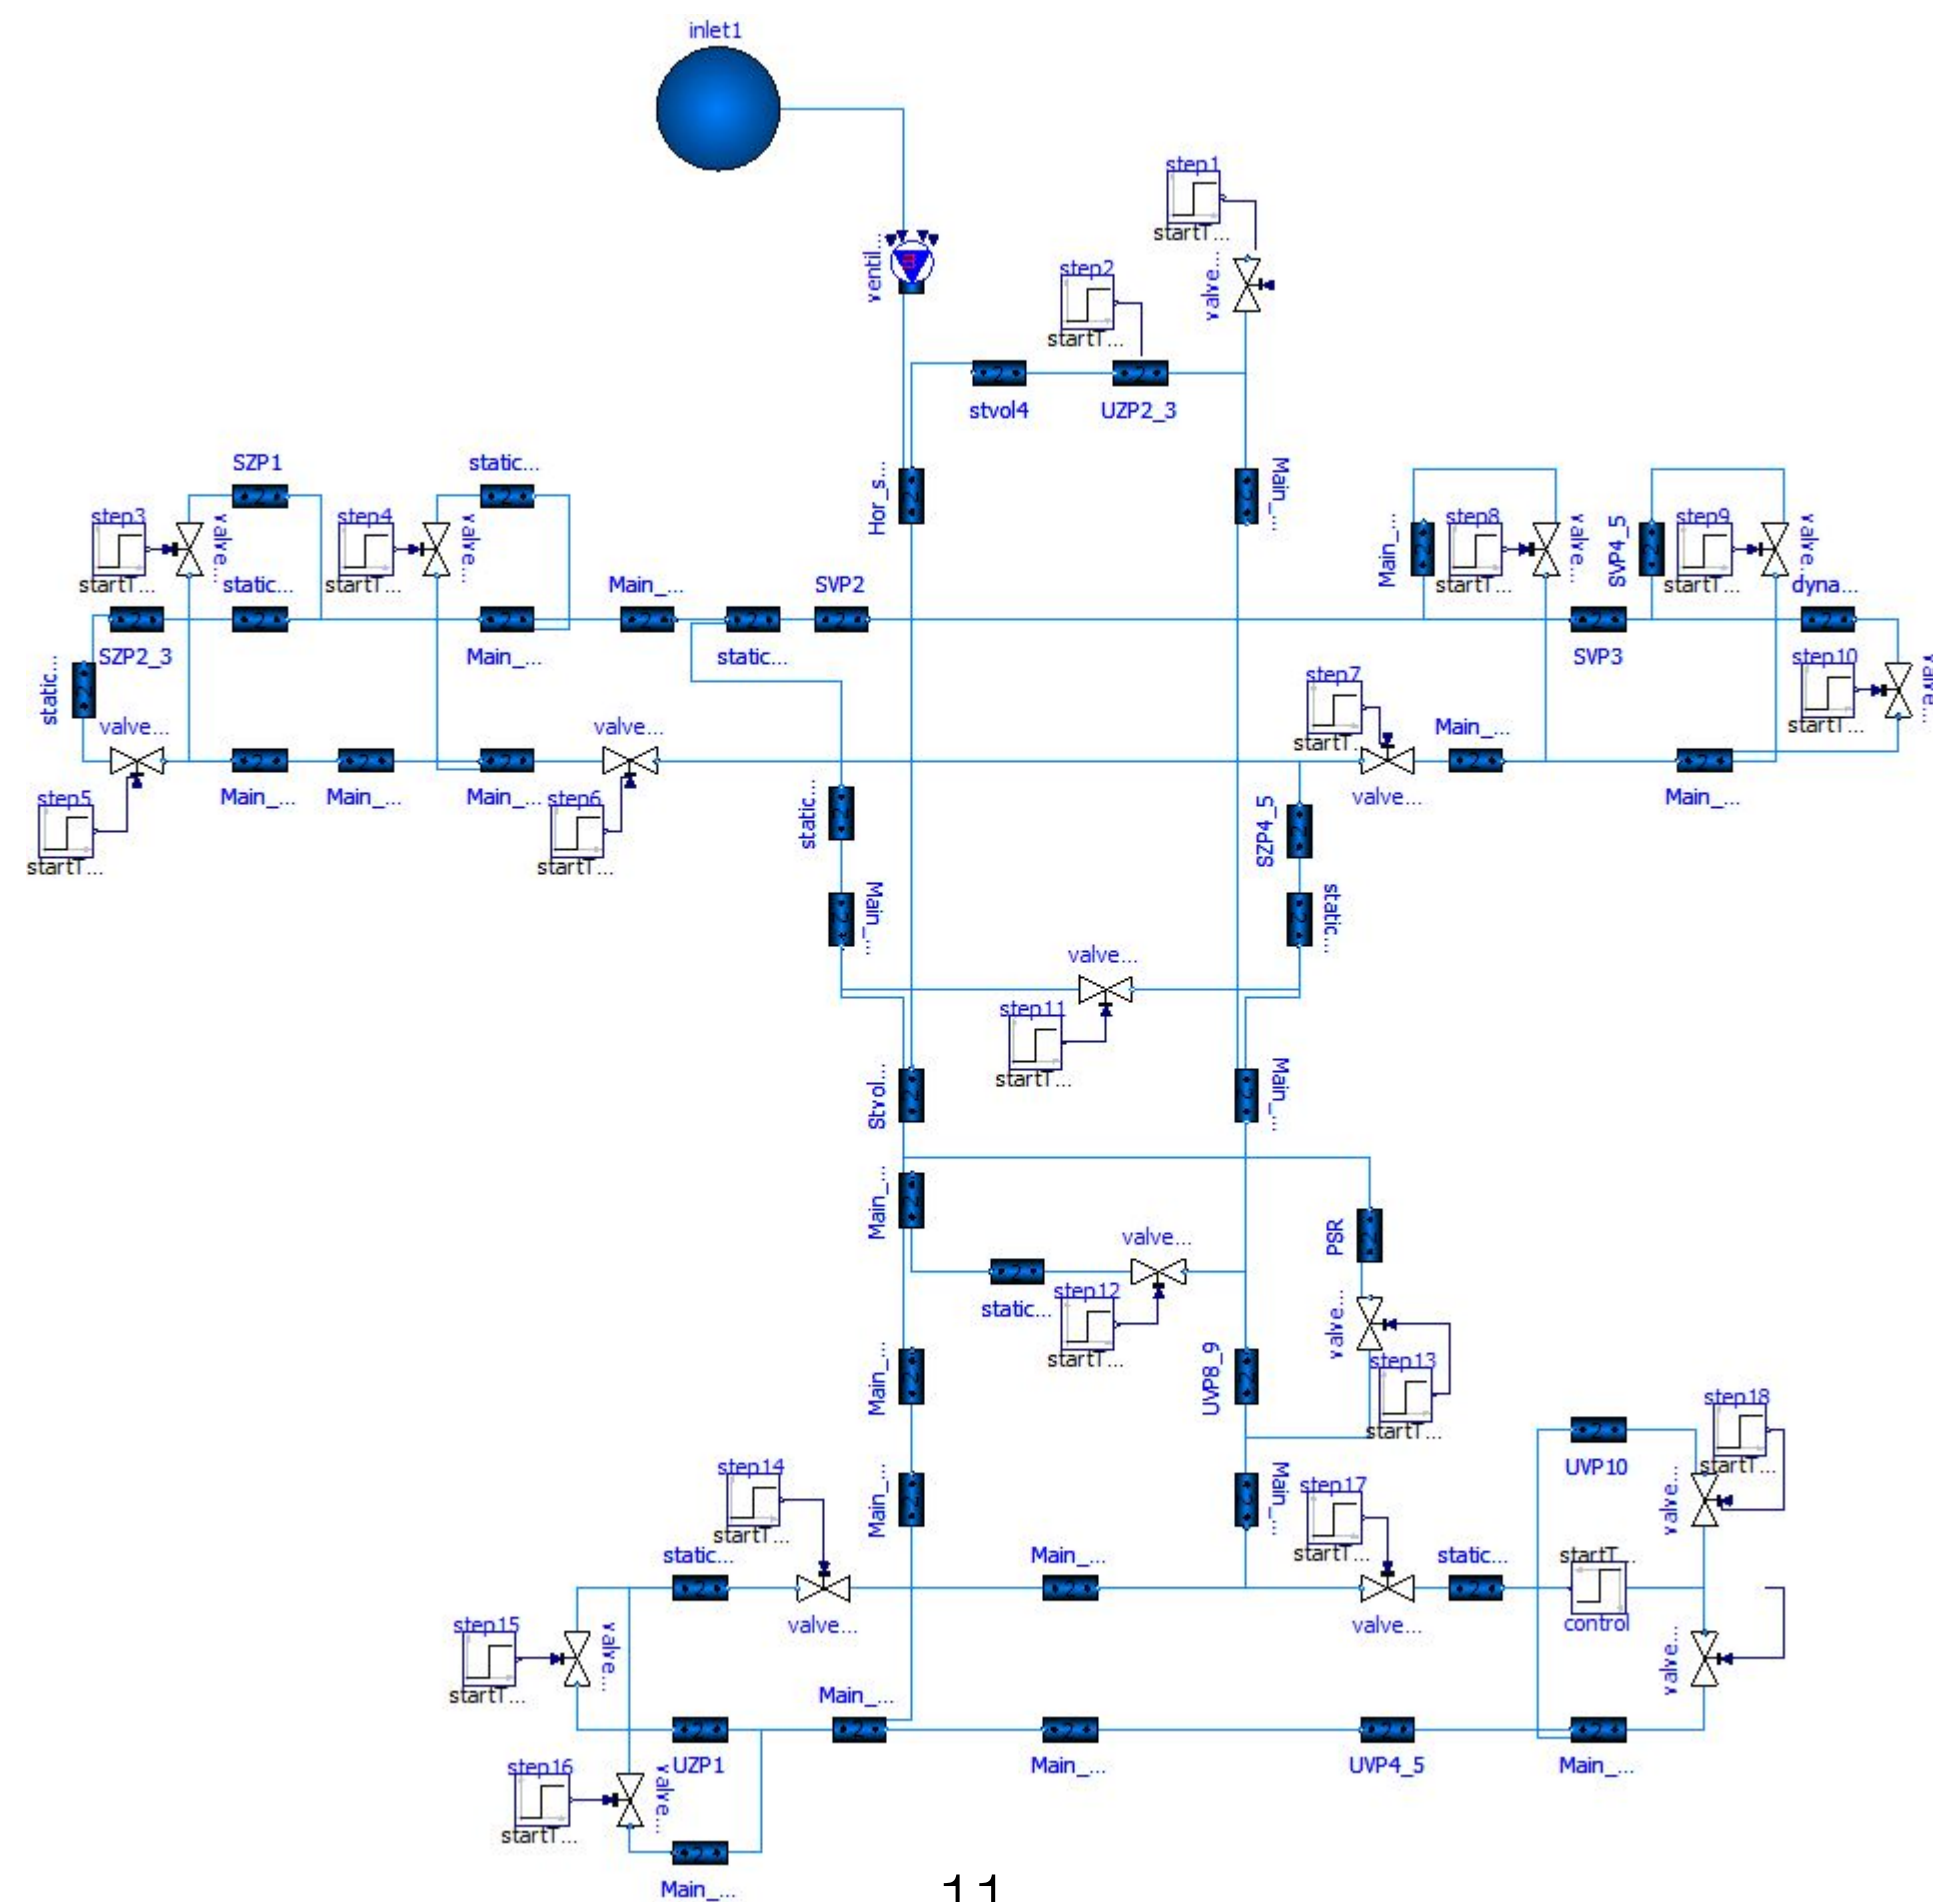 inlet1
step1
startT...
ventil...
valve...
step2
startT...
stvol4
UZP2_3
SZP1
static...
Hor_s...
Main_...
step3
startT...
valve...
step4
startT...
valve...
Main_...
step8
startT...
valve...
SVP4_5
step9
startT...
valve...
static...
Main_...
SVP2
dyna...
SZP2_3
Main_...
static...
SVP3
static...
step7
startT...
step10
startT...
valve...
valve...
valve...
Main_...
step5
startT...
Main_...
Main_...
Main_...
step6
startT...
static...
valve...
Main_...
SZP4_5
Main_...
static...
valve...
step11
startT...
Stvol...
Main_...
Main_...
PSR
valve...
static...
step12
startT...
valve...
step13
startT...
Main_...
UVP8_9
step18
startT...
step14
startT...
Main_...
Main_...
step17
startT...
UVP10
valve...
static...
Main_...
static...
startT...
control
valve...
valve...
step15
startT...
valve...
valve...
Main_...
UZP1
Main_...
UVP4_5
Main_...
step16
startT...
valve...
Main_...
11